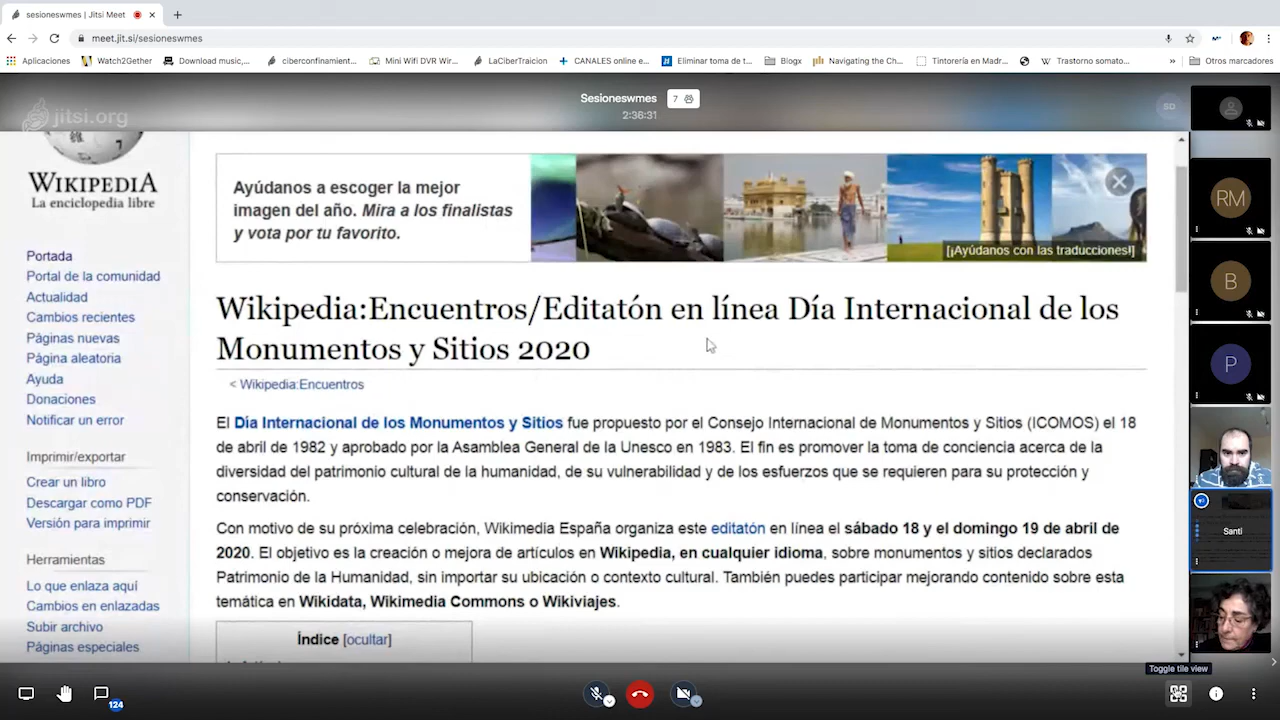 sesioneswmes | Jitsi Meet
meet.jit.si/sesioneswmes
Aplicaciones
Watch2Gether
Download music,...
ciberconfinamient...
Mini Wifi DVR Wir...
LaCiberTraicion
CANALES online e...
Eliminar toma de t...
Blogx
Navigating the Ch...
Tintorería en Madr...
Trastorno somato...
»
Otros marcadores
jitsi.org
Sesioneswmes
7
2:36:31
SD
WIKIPEDIA
La enciclopedia libre
Portada
Portal de la comunidad
Actualidad
Cambios recientes
Páginas nuevas
Página aleatoria
Ayuda
Donaciones
Notificar un error
Imprimir/exportar
Crear un libro
Descargar como PDF
Versión para imprimir
Herramientas
Lo que enlaza aquí
Cambios en enlazadas
Subir archivo
Páginas especiales
Ayúdanos a escoger la mejor
imagen del año. Mira a los finalistas
y vota por tu favorito.
[¡Ayúdanos con las traducciones!]
Wikipedia:Encuentros/Editatón en línea Día Internacional de los
Monumentos y Sitios 2020
< Wikipedia:Encuentros
El Día Internacional de los Monumentos y Sitios fue propuesto por el Consejo Internacional de Monumentos y Sitios (ICOMOS) el 18
de abril de 1982 y aprobado por la Asamblea General de la Unesco en 1983. El fin es promover la toma de conciencia acerca de la
diversidad del patrimonio cultural de la humanidad, de su vulnerabilidad y de los esfuerzos que se requieren para su protección y
conservación.
Con motivo de su próxima celebración, Wikimedia España organiza este editatón en línea el sábado 18 y el domingo 19 de abril de
2020. El objetivo es la creación o mejora de artículos en Wikipedia, en cualquier idioma, sobre monumentos y sitios declarados
Patrimonio de la Humanidad, sin importar su ubicación o contexto cultural. También puedes participar mejorando contenido sobre esta
temática en Wikidata, Wikimedia Commons o Wikiviajes.
Índice [ocultar]
RM
B
P
Santi
Toggle tile view
124